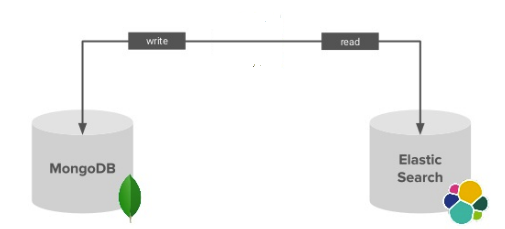 write
read
MongoDB
Elastic
Search